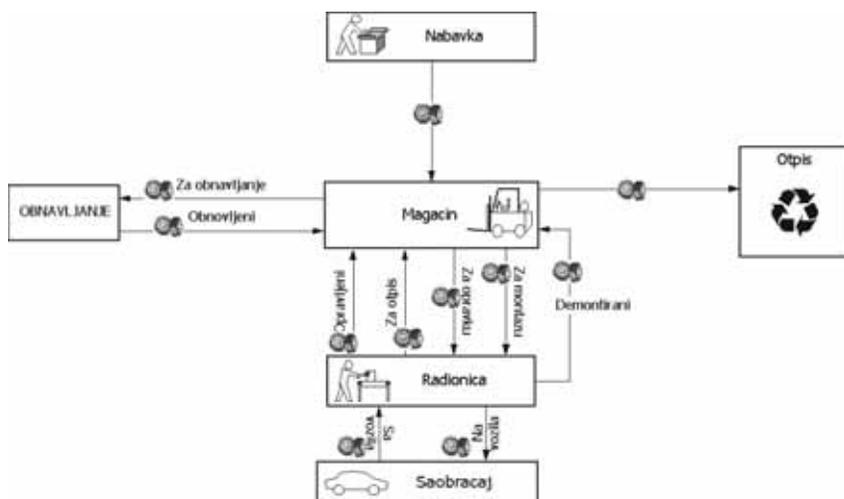 Nabavka
Otpis
Za obnavljanje
OBNAVLJANJE
Magacin
Obnovljeni
Opravljeni
Za otpis
Za opravku
Za montazu
Demontirani
Radionica
Sa
vozila
Na
vozila
Saobracaj